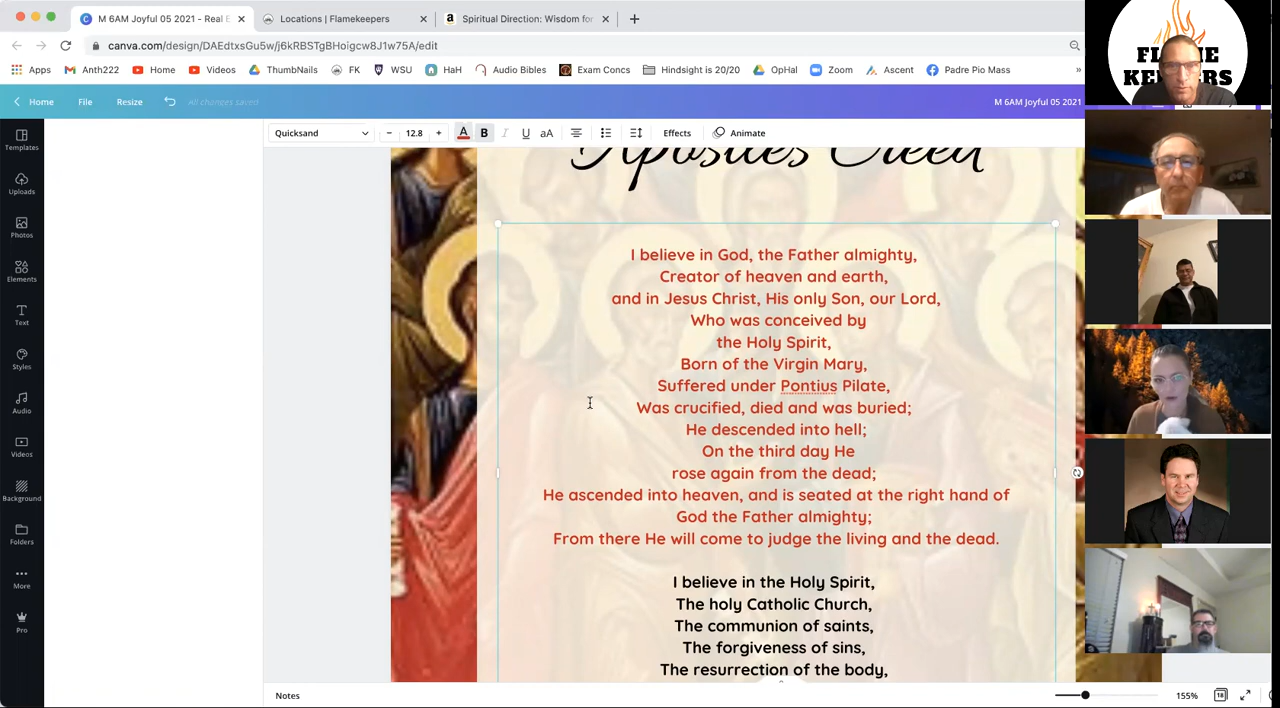 M 6AM Joyful 05 2021 - Real E
Locations | Flamekeepers
Spiritual Direction: Wisdom for
canva.com/design/DAEdtxsGu5w/j6kRBSTgBHoigcw8J1w75A/edit
Apps
Anth222
Home
Videos
ThumbNails
FK
WSU
HaH
Audio Bibles
Exam Concs
Hindsight is 20/20
OpHal
Zoom
Ascent
Padre Pio Mass
»
Home
File
Resize
All changes saved
M 6AM Joyful 05 2021
Quicksand
− 12.8 +
A
B
I
U
aA
Effects
Animate
Templates
Uploads
Photos
Elements
Text
Styles
Audio
Videos
Background
Folders
More
Pro
Apostles Creed
I believe in God, the Father almighty,
Creator of heaven and earth,
and in Jesus Christ, His only Son, our Lord,
Who was conceived by
the Holy Spirit,
Born of the Virgin Mary,
Suffered under Pontius Pilate,
Was crucified, died and was buried;
He descended into hell;
On the third day He
rose again from the dead;
He ascended into heaven, and is seated at the right hand of
God the Father almighty;
From there He will come to judge the living and the dead.
I believe in the Holy Spirit,
The holy Catholic Church,
The communion of saints,
The forgiveness of sins,
The resurrection of the body,
Notes
155%
18